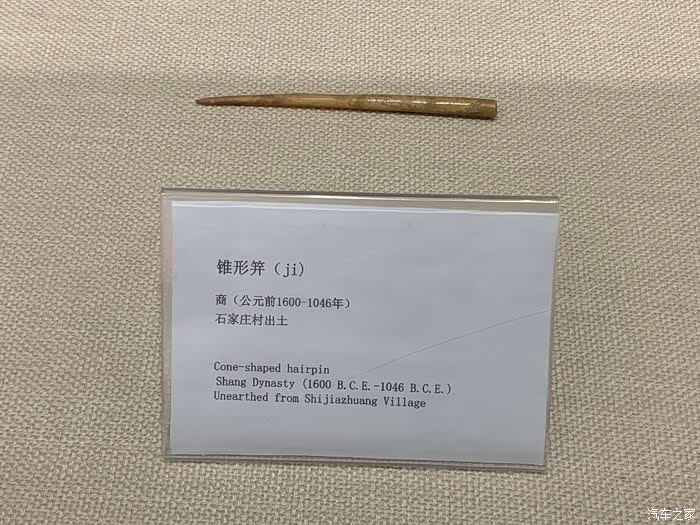 锥形笄（ji）
商（公元前1600-1046年）
石家庄村出土
Cone-shaped hairpin
Shang Dynasty (1600 B.C.E.-1046 B.C.E.)
Unearthed from Shijiazhuang Village
汽车之家